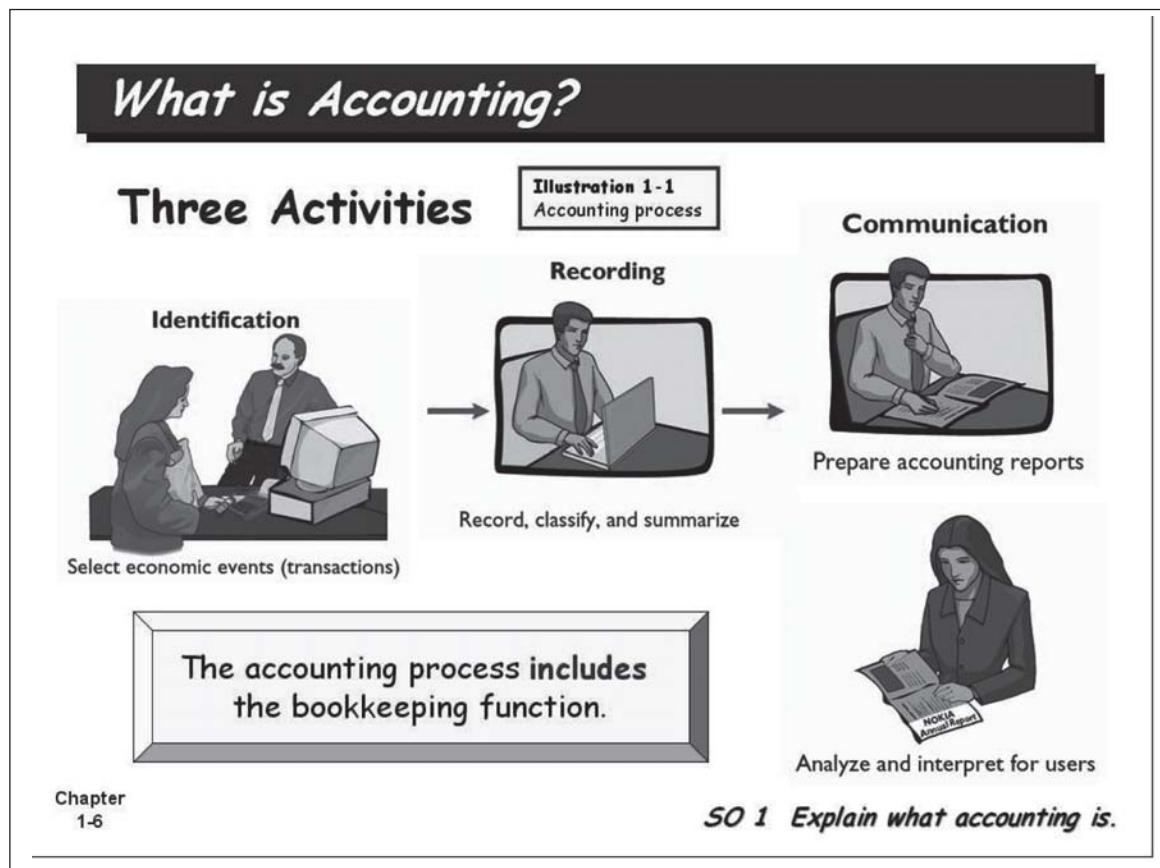 What is Accounting?
Three Activities
Illustration 1-1
Accounting process
Identification
Select economic events (transactions)
Recording
Record, classify, and summarize
Communication
Prepare accounting reports
NOKIA
Annual Report
Analyze and interpret for users
The accounting process includes
the bookkeeping function.
Chapter
1-6
SO 1 Explain what accounting is.